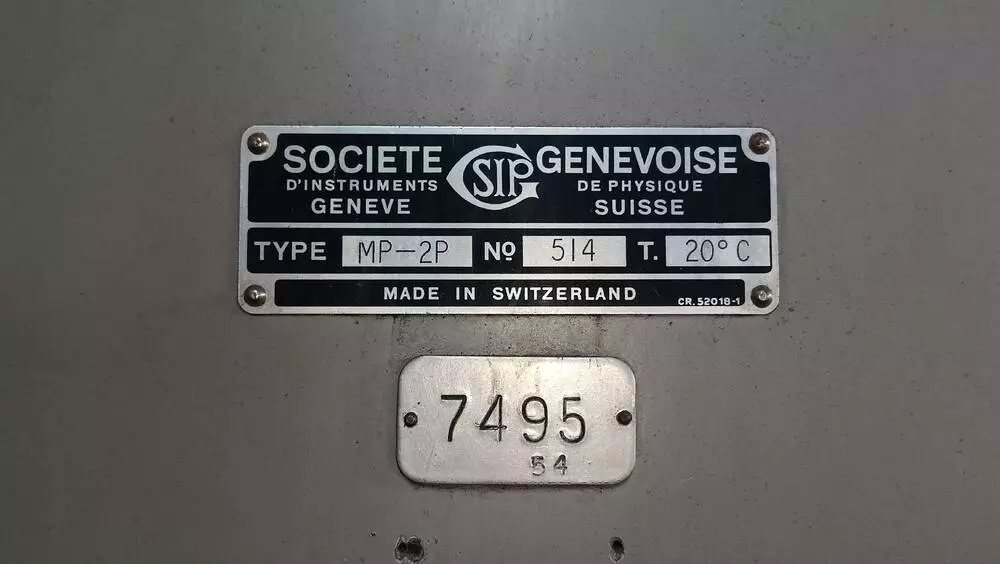 SOCIETE SIP GENEVOISE
D'INSTRUMENTS DE PHYSIQUE
GENEVE SUISSE
TYPE MP-2P Nº 514 T. 20°C
MADE IN SWITZERLAND CR.52018-1
7495
54